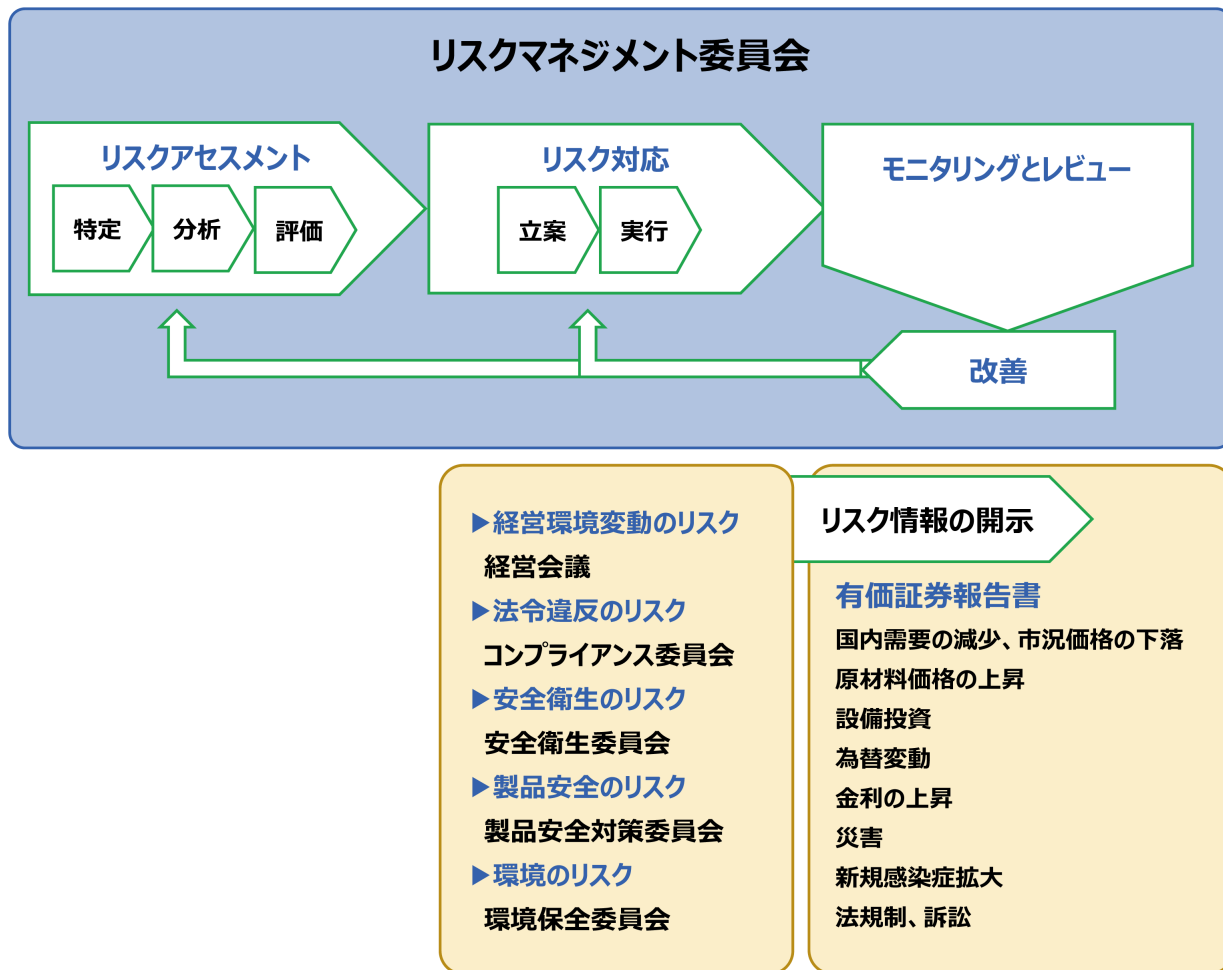 リスクマネジメント委員会
リスクアセスメント
特定
分析
評価
リスク対応
立案
実行
モニタリングとレビュー
改善
▶経営環境変動のリスク
経営会議
▶法令違反のリスク
コンプライアンス委員会
▶安全衛生のリスク
安全衛生委員会
▶製品安全のリスク
製品安全対策委員会
▶環境のリスク
環境保全委員会
リスク情報の開示
有価証券報告書
国内需要の減少、市況価格の下落
原材料価格の上昇
設備投資
為替変動
金利の上昇
災害
新規感染症拡大
法規制、訴訟